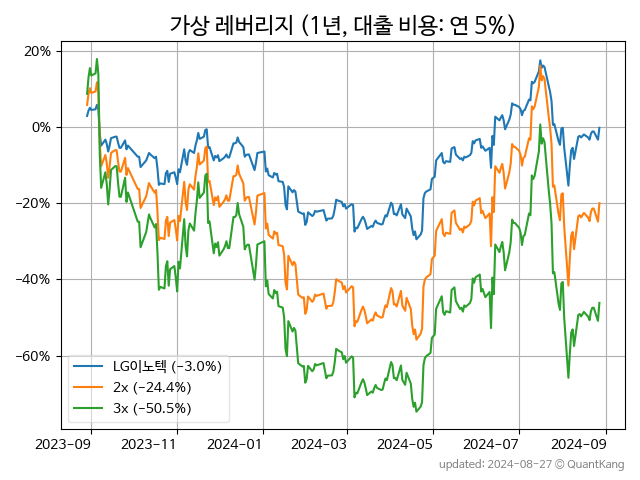 가상 레버리지 (1년, 대출 비용: 연 5%)
20%
0%
−20%
−40%
−60%
LG이노텍 (−3.0%)
2x (−24.4%)
3x (−50.5%)
2023-09 2023-11 2024-01 2024-03 2024-05 2024-07 2024-09
updated: 2024-08-27 © QuantKang